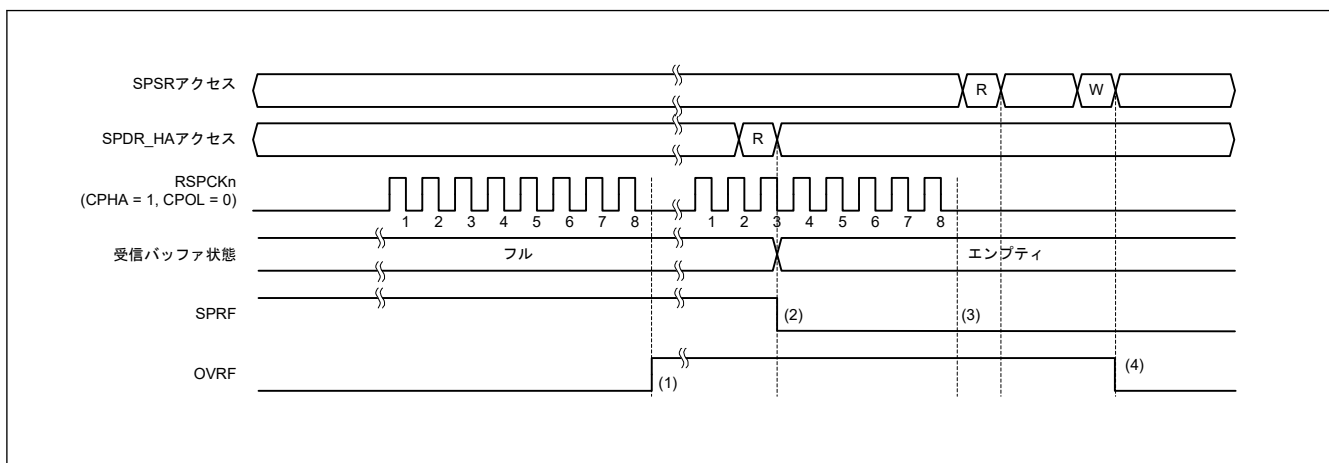 SPSRアクセス
R
W
SPDR_HAアクセス
R
RSPCKn
(CPHA = 1, CPOL = 0)
1 2 3 4 5 6 7 8 1 2 3 4 5 6 7 8
受信バッファ状態
フル
エンプティ
SPRF
(2)
(3)
OVRF
(1)
(4)